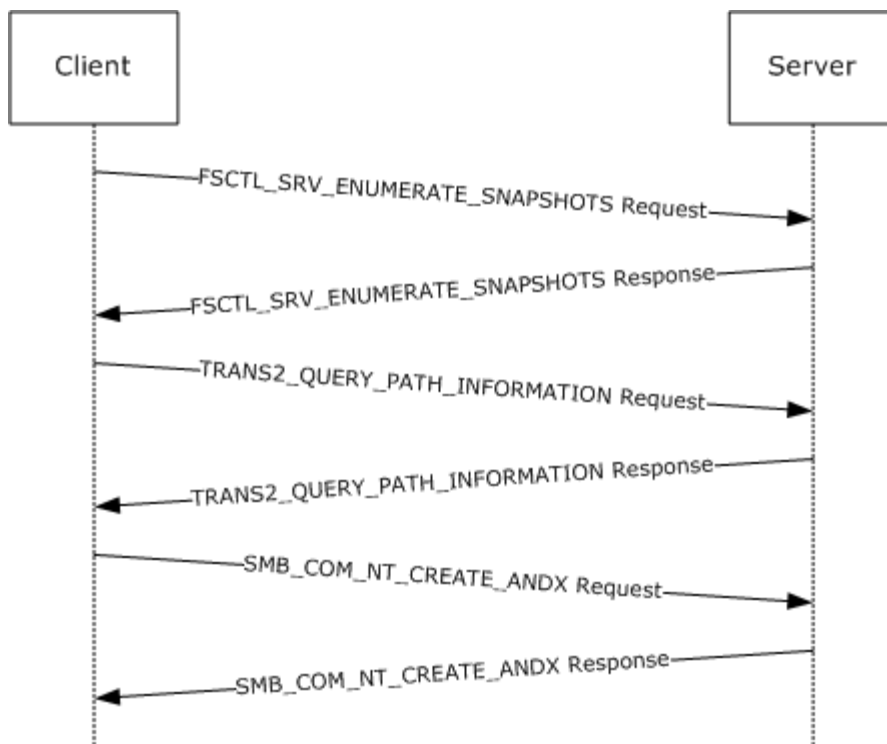 Client
Server
FSCTL_SRV_ENUMERATE_SNAPSHOTS Request
FSCTL_SRV_ENUMERATE_SNAPSHOTS Response
TRANS2_QUERY_PATH_INFORMATION Request
TRANS2_QUERY_PATH_INFORMATION Response
SMB_COM_NT_CREATE_ANDX Request
SMB_COM_NT_CREATE_ANDX Response